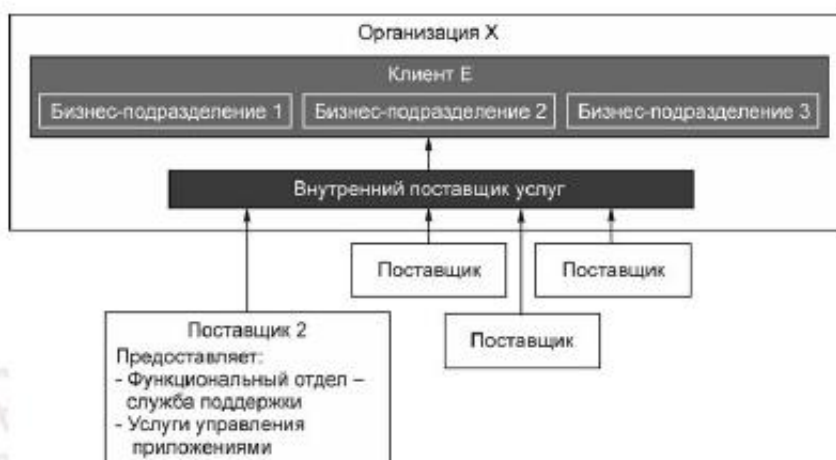 Организация X
Клиент E
Бизнес-подразделение 1
Бизнес-подразделение 2
Бизнес-подразделение 3
Внутренний поставщик услуг
Поставщик
Поставщик
Поставщик
Поставщик 2
Предоставляет:
- Функциональный отдел –
служба поддержки
- Услуги управления
приложениями